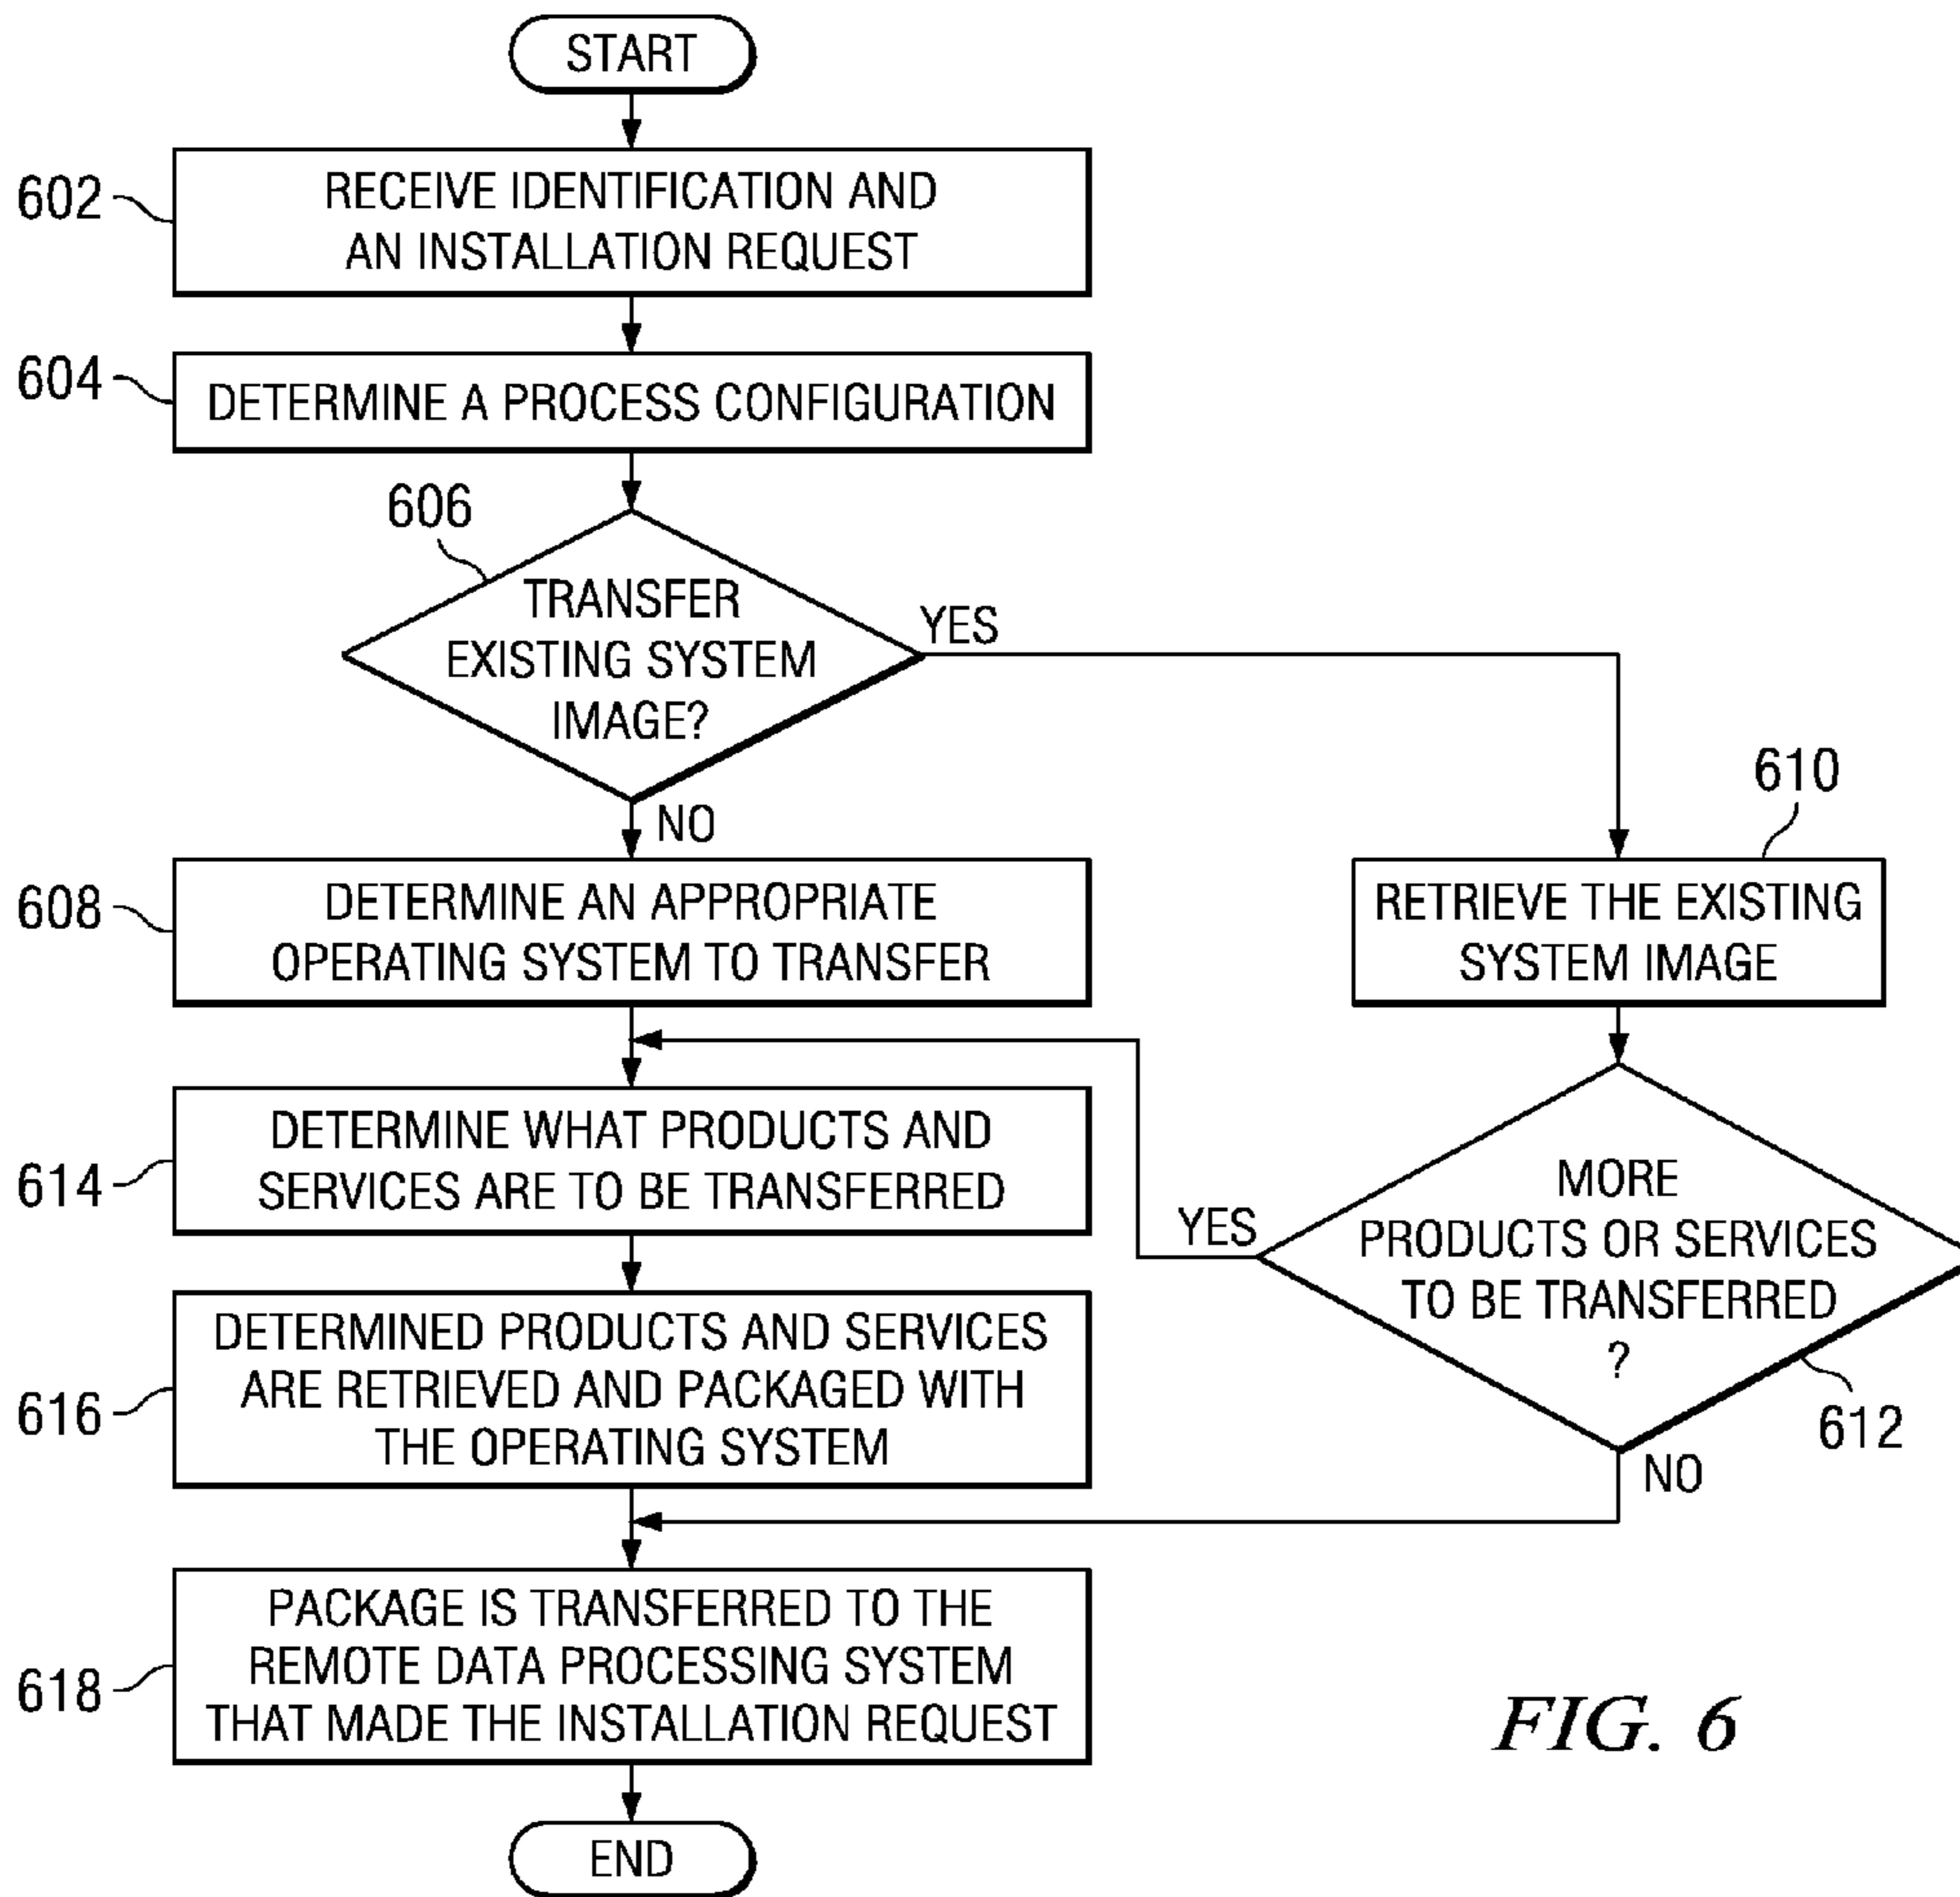 START
602
RECEIVE IDENTIFICATION AND
AN INSTALLATION REQUEST
604
DETERMINE A PROCESS CONFIGURATION
606
TRANSFER
EXISTING SYSTEM
IMAGE?
YES
NO
608
DETERMINE AN APPROPRIATE
OPERATING SYSTEM TO TRANSFER
610
RETRIEVE THE EXISTING
SYSTEM IMAGE
614
DETERMINE WHAT PRODUCTS AND
SERVICES ARE TO BE TRANSFERRED
YES
MORE
PRODUCTS OR SERVICES
TO BE TRANSFERRED
?
612
NO
616
DETERMINED PRODUCTS AND SERVICES
ARE RETRIEVED AND PACKAGED WITH
THE OPERATING SYSTEM
618
PACKAGE IS TRANSFERRED TO THE
REMOTE DATA PROCESSING SYSTEM
THAT MADE THE INSTALLATION REQUEST
END
FIG. 6